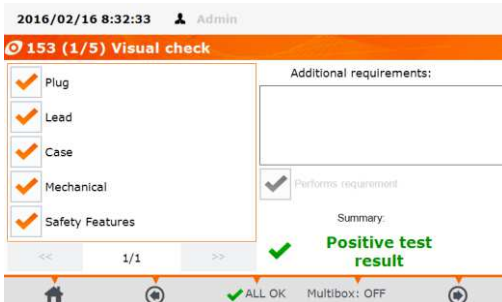 2016/02/16 8:32:33 Admin
153 (1/5) Visual check
Plug
Lead
Case
Mechanical
Safety Features
<< 1/1 >>
Additional requirements:
Performs requirement
Summary:
Positive test
result
ALL OK Multibox: OFF